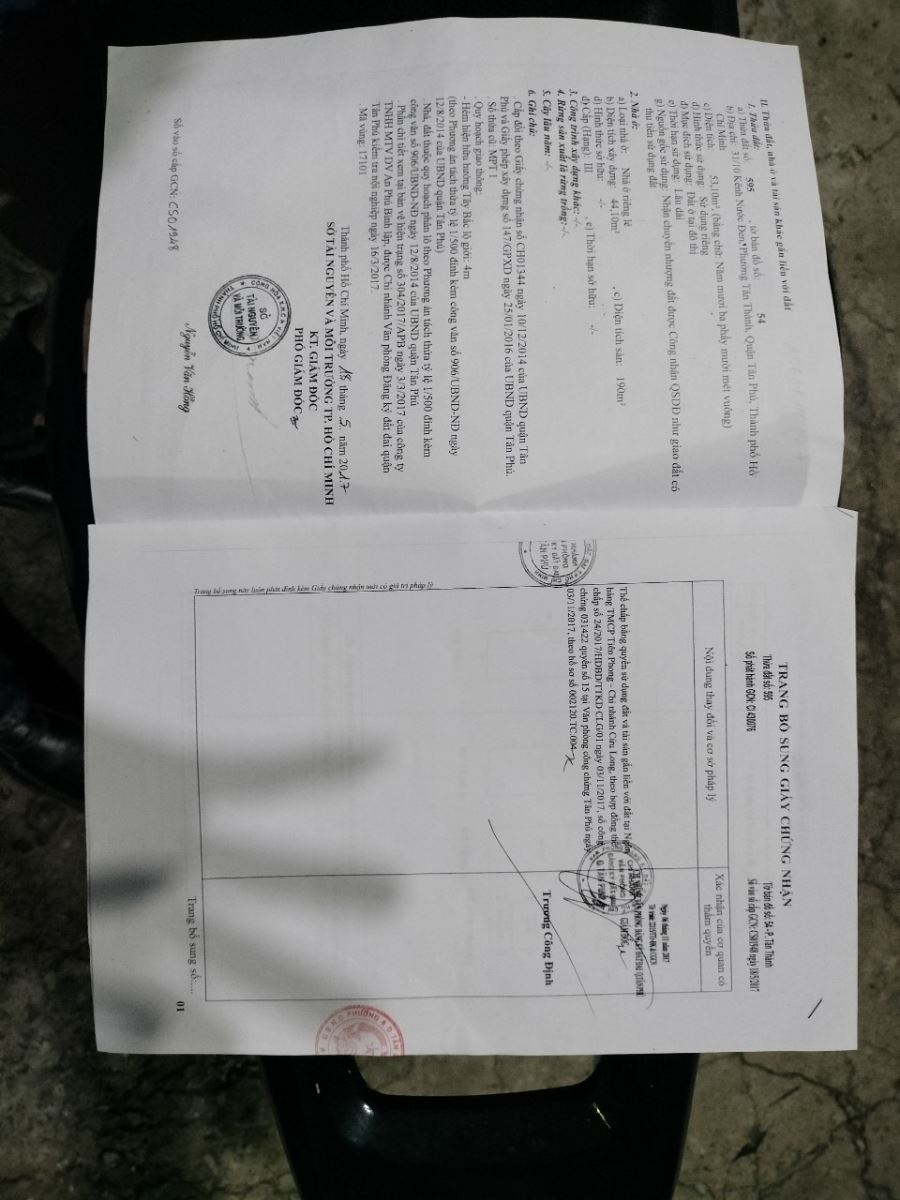 II. Thửa đất, nhà ở và tài sản khác gắn liền với đất
1. Thửa đất:
a) Thửa đất số: 595 , tờ bản đồ số: 54
b) Địa chỉ: 31/10 Kênh Nước Đen, Phường Tân Thành, Quận Tân Phú, Thành phố Hồ
Chí Minh
c) Diện tích: 53,10m², (bằng chữ: Năm mươi ba phẩy mười mét vuông)
d) Hình thức sử dụng: Sử dụng riêng
đ) Mục đích sử dụng: Đất ở tại đô thị
e) Thời hạn sử dụng: Lâu dài
g) Nguồn gốc sử dụng: Nhận chuyển nhượng đất được Công nhận QSDĐ như giao đất có
thu tiền sử dụng đất
2. Nhà ở:
a) Loại nhà ở: Nhà ở riêng lẻ
b) Diện tích xây dựng: 44,10m² , c) Diện tích sàn: 190m²
d) Hình thức sở hữu: -/-
đ) Cấp (Hạng): III , e) Thời hạn sở hữu: -/-
3. Công trình xây dựng khác: -/-
4. Rừng sản xuất là rừng trồng: -/-
5. Cây lâu năm: -/-
6. Ghi chú:
. Cấp đổi theo Giấy chứng nhận số CH01344 ngày 10/12/2014 của UBND quận Tân
Phú và Giấy phép xây dựng số 147/GPXD ngày 25/01/2016 của UBND quận Tân Phú.
. Số thửa cũ: MPT 1
. Quy hoạch giao thông:
- Hẻm hiện hữu hướng Tây Bắc lộ giới: 4m
(theo Phương án tách thửa tỷ lệ 1/500 đính kèm công văn số 906/UBND-NĐ ngày
12/8/2014 của UBND quận Tân Phú)
. Nhà, đất thuộc quy hoạch phân lô theo Phương án tách thửa tỷ lệ 1/500 đính kèm
công văn số 906/UBND-NĐ ngày 12/8/2014 của UBND quận Tân Phú
. Phần chi tiết xem tại bản vẽ hiện trạng số 304/2017/APB ngày 3/3/2017 của công ty
TNHH MTV DV An Phú Bình lập, được Chi nhánh Văn phòng Đăng ký đất đai quận
Tân Phú kiểm tra nội nghiệp ngày 16/3/2017.
. Mã vùng: 17101
Thành phố Hồ Chí Minh, ngày 18 tháng 5 năm 2017
SỞ TÀI NGUYÊN VÀ MÔI TRƯỜNG TP. HỒ CHÍ MINH
KT. GIÁM ĐỐC
PHÓ GIÁM ĐỐC
SỞ
TÀI NGUYÊN
VÀ MÔI TRƯỜNG
Nguyễn Văn Hồng
Số vào sổ cấp GCN: CS01948
TRANG BỔ SUNG GIẤY CHỨNG NHẬN
Thửa đất số: 595 Tờ bản đồ số: 54 - P. Tân Thành
Số phát hành GCN: CI 430076 Số vào sổ cấp GCN: CS01948 ngày 18/5/2017
Nội dung thay đổi và cơ sở pháp lý
Xác nhận của cơ quan có
thẩm quyền
Thế chấp bằng quyền sử dụng đất và tài sản gắn liền với đất tại Ngân
hàng TMCP Tiên Phong - Chi nhánh Cửu Long, theo hợp đồng thế
chấp số 24/2017/HĐBĐ/TTKD CLG/01 ngày 03/11/2017, số công
chứng 031422 quyển số 15 tại Văn phòng công chứng Tân Phú ngày
03/11/2017, theo hồ sơ số 002120.TC.004
Ngày 06 tháng 11 năm 2017
GIÁM ĐỐC
Trương Công Định
Trang bổ sung này luôn phải đính kèm Giấy chứng nhận mới có giá trị pháp lý
Trang bổ sung số:....
01